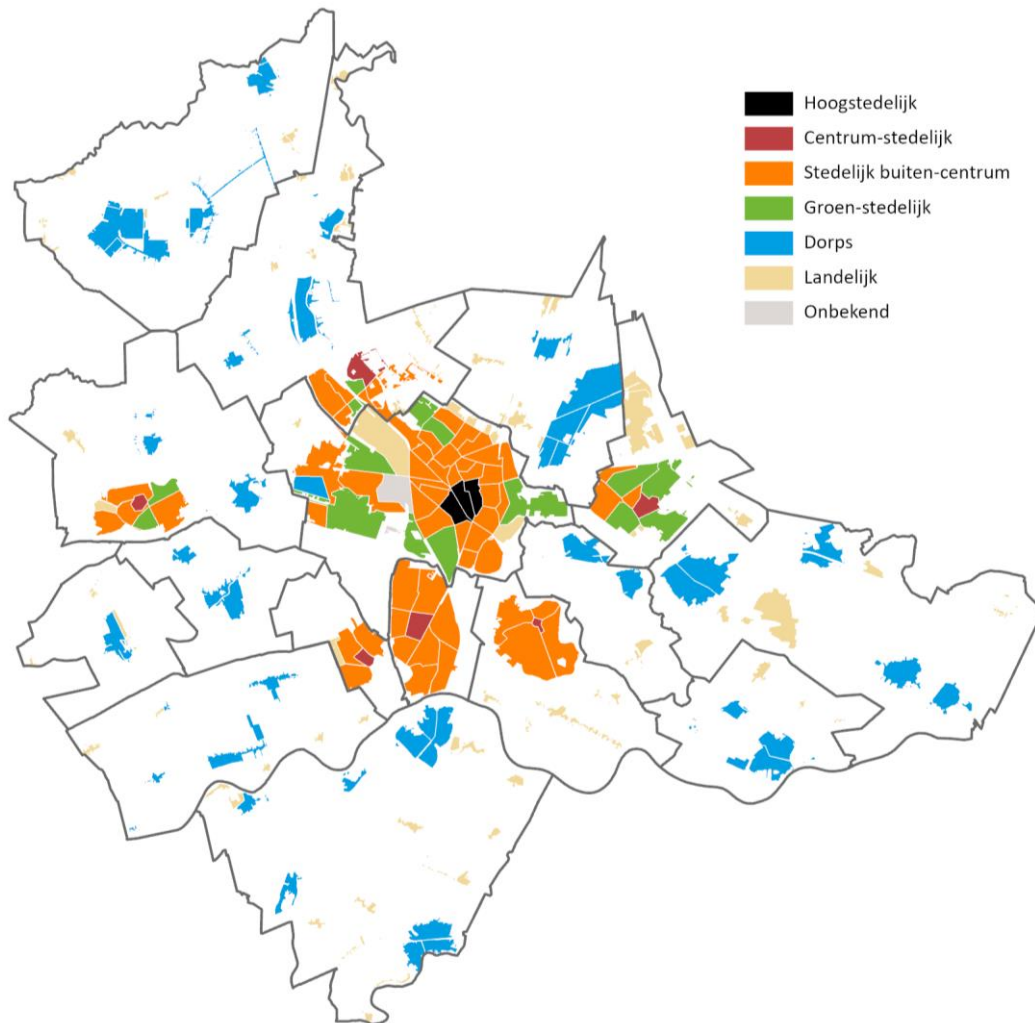 Hoogstedelijk
Centrum-stedelijk
Stedelijk buiten-centrum
Groen-stedelijk
Dorps
Landelijk
Onbekend